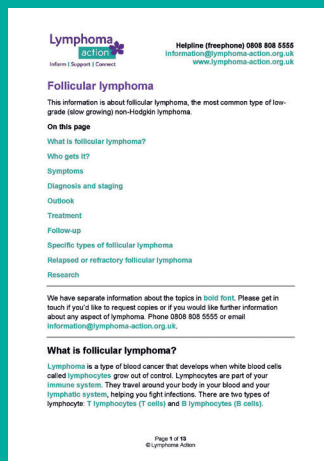 Lymphoma
action
Inform | Support | Connect
Helpline (freephone) 0808 808 5555
information@lymphoma-action.org.uk
www.lymphoma-action.org.uk
Follicular lymphoma
This information is about follicular lymphoma, the most common type of low-
grade (slow growing) non-Hodgkin lymphoma.
On this page
What is follicular lymphoma?
Who gets it?
Symptoms
Diagnosis and staging
Outlook
Treatment
Follow-up
Specific types of follicular lymphoma
Relapsed or refractory follicular lymphoma
Research
We have separate information about the topics in bold font. Please get in
touch if you'd like to request copies or if you would like further information
about any aspect of lymphoma. Phone 0808 808 5555 or email
information@lymphoma-action.org.uk.
What is follicular lymphoma?
Lymphoma is a type of blood cancer that develops when white blood cells
called lymphocytes grow out of control. Lymphocytes are part of your
immune system. They travel around your body in your blood and your
lymphatic system, helping you fight infections. There are two types of
lymphocyte: T lymphocytes (T cells) and B lymphocytes (B cells).
Page 1 of 13
© Lymphoma Action